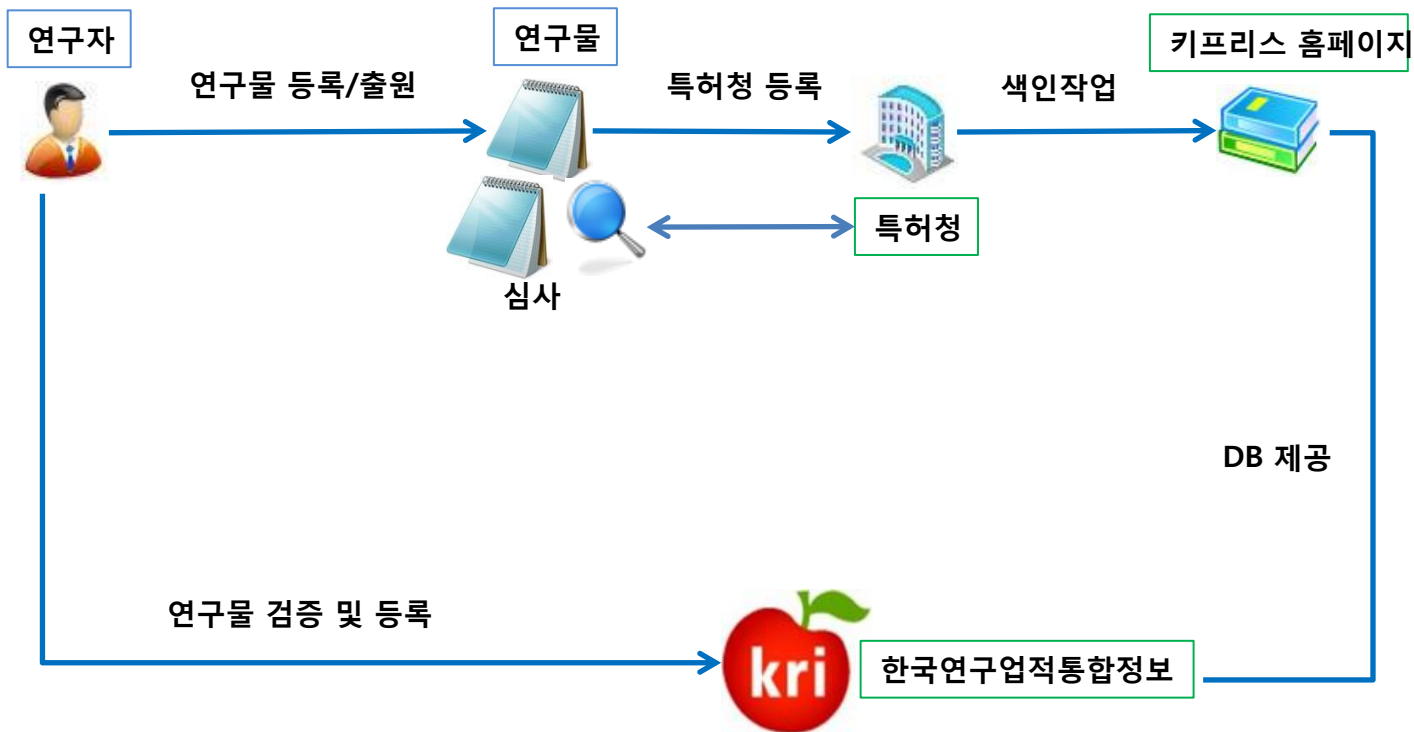 연구자
연구물
키프리스 홈페이지
연구물 등록/출원
특허청 등록
색인작업
특허청
심사
DB 제공
연구물 검증 및 등록
kri
한국연구업적통합정보